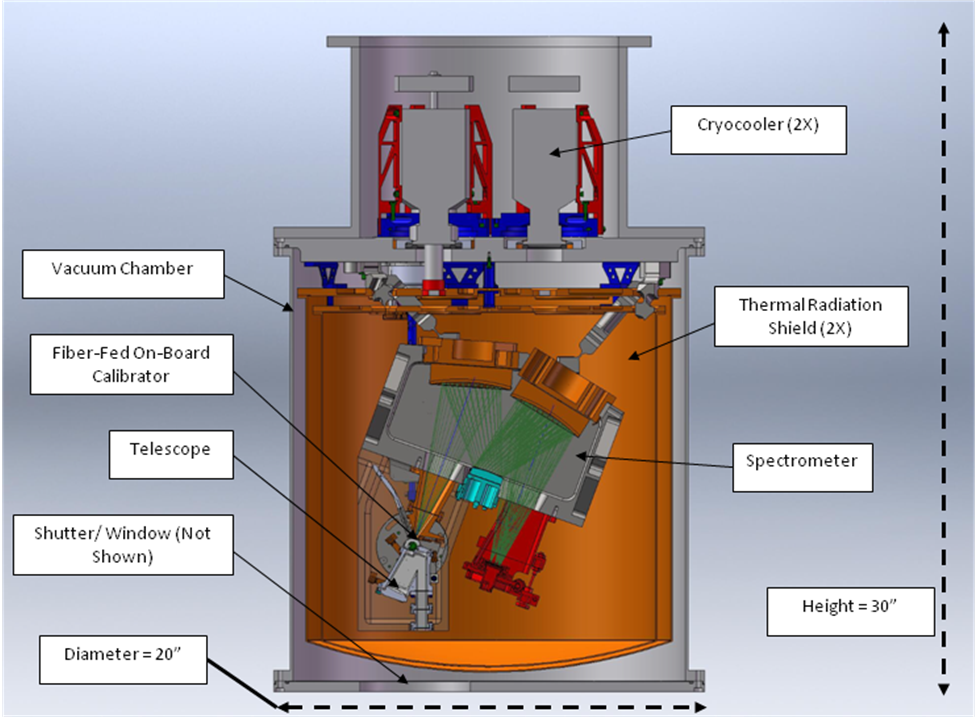 Cryocooler (2X)
Vacuum Chamber
Thermal Radiation
Shield (2X)
Fiber-Fed On-Board
Calibrator
Telescope
Spectrometer
Shutter/ Window (Not
Shown)
Height = 30”
Diameter = 20”